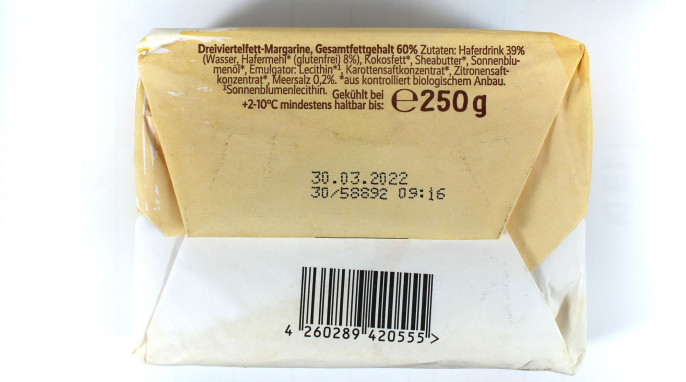 Dreiviertelfett-Margarine, Gesamtfettgehalt 60% Zutaten: Haferdrink 39%
(Wasser, Hafermehl* (glutenfrei) 8%), Kokosfett*, Sheabutter*, Sonnenblu-
menöl*, Emulgator: Lecithin*¹, Karottensaftkonzentrat*, Zitronensaft-
konzentrat*, Meersalz 0,2%. *aus kontrolliert biologischem Anbau.
¹Sonnenblumenlecithin. Gekühlt bei
+2-10°C mindestens haltbar bis: ℮250 g
30.03.2022
30/58892 09:16
4 260289 420555>